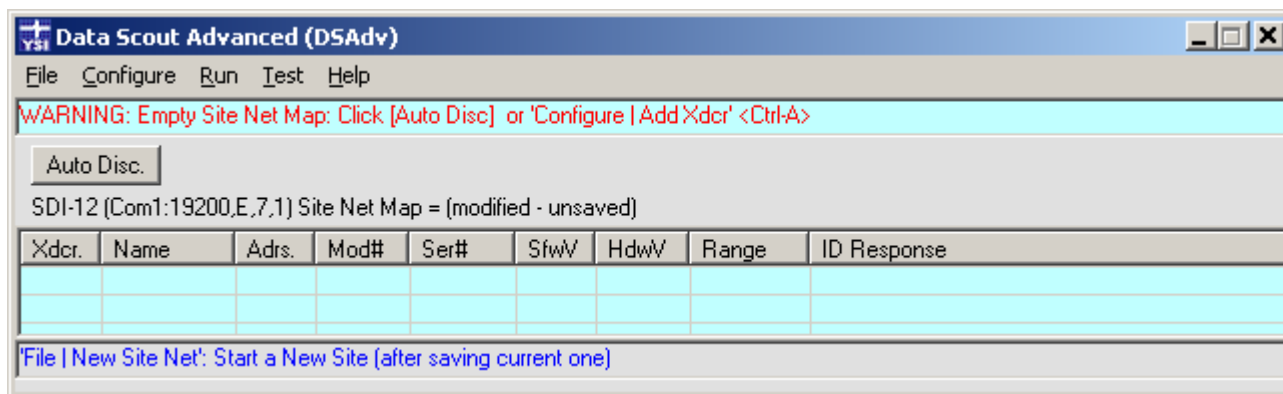 YSI Data Scout Advanced (DSAdv)
File Configure Run Test Help
WARNING: Empty Site Net Map: Click [Auto Disc] or 'Configure | Add Xdcr' <Ctrl-A>
Auto Disc.
SDI-12 (Com1:19200,E,7,1) Site Net Map = (modified - unsaved)
Xdcr. Name Adrs. Mod# Ser# SfwV HdwV Range ID Response
'File | New Site Net': Start a New Site (after saving current one)